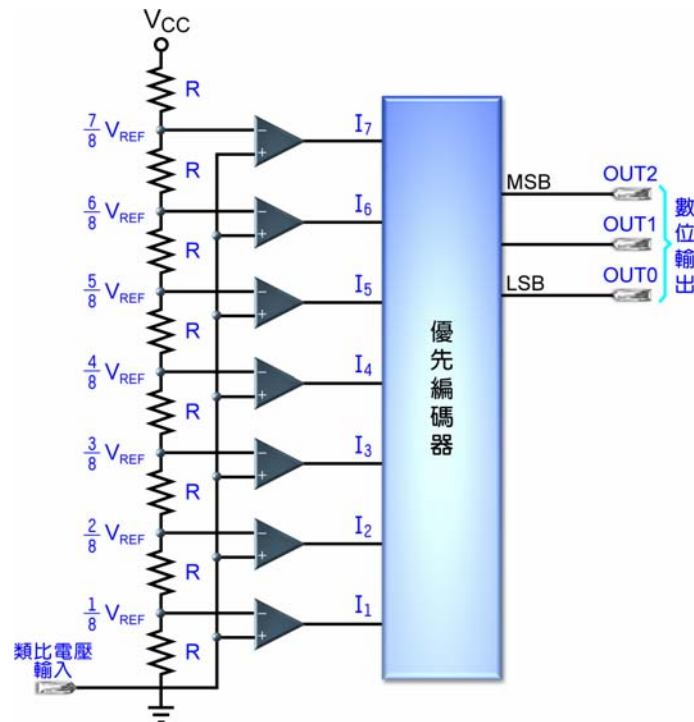 VCC
R
7/8 VREF
− +
I7
R
6/8 VREF
− +
I6
R
5/8 VREF
− +
I5
R
4/8 VREF
− +
I4
R
3/8 VREF
− +
I3
R
2/8 VREF
− +
I2
R
1/8 VREF
− +
I1
R
類比電壓
輸入
優先編碼器
MSB
OUT2
OUT1
LSB
OUT0
數位輸出